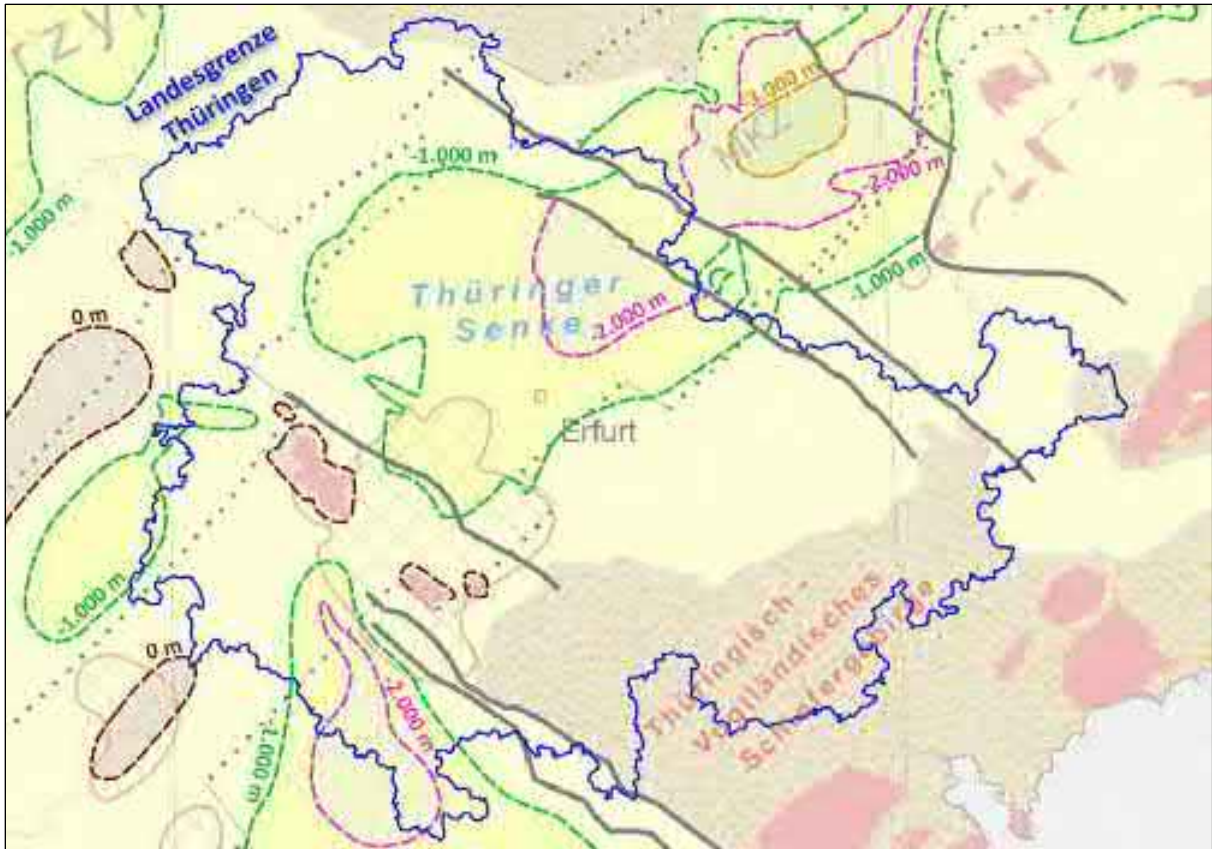 rzyn
Landesgrenze
Thüringen
-3.000 m
MKZ
-1.000 m
-2.000 m
-1.000 m
Thüringer
Senke
-2.000 m
-1.000 m
0 m
Erfurt
-1.000 m
0 m
-2.000 m
-1.000 m
Thüringisch -
Vogtländisches
Schiefergebirge